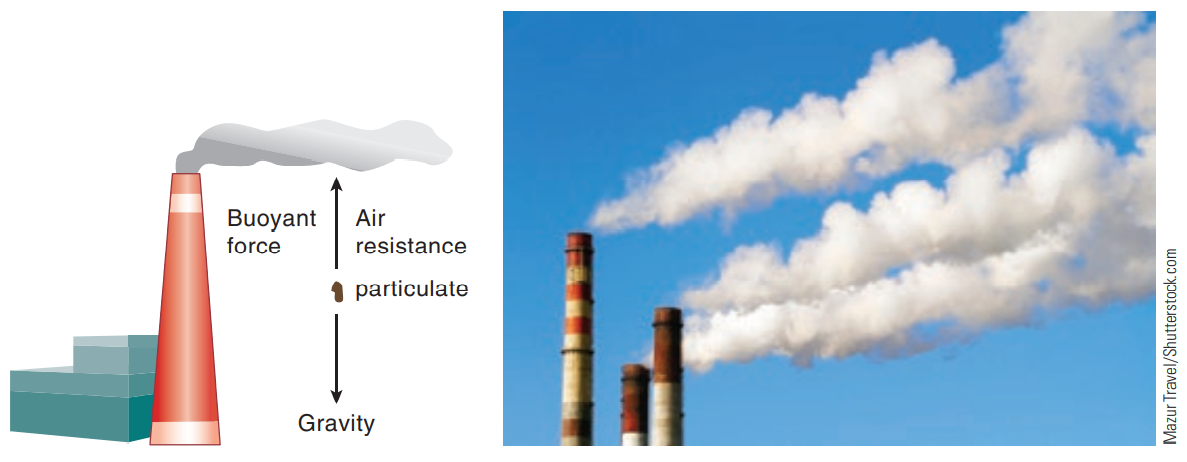 Buoyant
force
Air
resistance
particulate
Gravity
Mazur Travel/Shutterstock.com